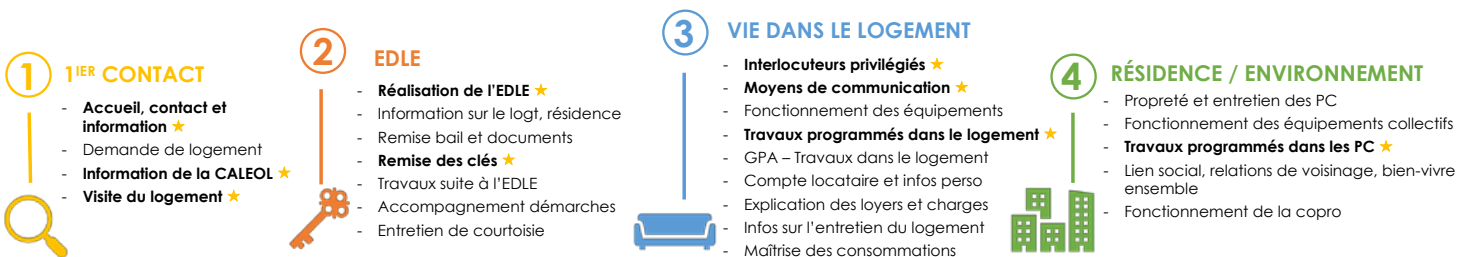 1
1IER CONTACT
- Accueil, contact et
information ★
- Demande de logement
- Information de la CALEOL ★
- Visite du logement ★
2
EDLE
- Réalisation de l'EDLE ★
- Information sur le logt, résidence
- Remise bail et documents
- Remise des clés ★
- Travaux suite à l'EDLE
- Accompagnement démarches
- Entretien de courtoisie
3
VIE DANS LE LOGEMENT
- Interlocuteurs privilégiés ★
- Moyens de communication ★
- Fonctionnement des équipements
- Travaux programmés dans le logement ★
- GPA – Travaux dans le logement
- Compte locataire et infos perso
- Explication des loyers et charges
- Infos sur l'entretien du logement
- Maîtrise des consommations
4
RÉSIDENCE / ENVIRONNEMENT
- Propreté et entretien des PC
- Fonctionnement des équipements collectifs
- Travaux programmés dans les PC ★
- Lien social, relations de voisinage, bien-vivre
ensemble
- Fonctionnement de la copro